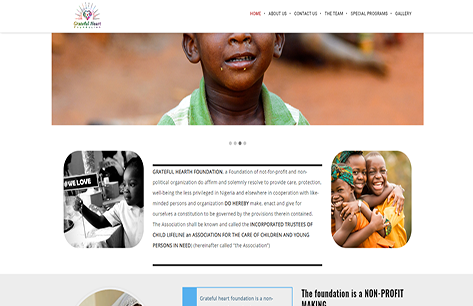 HOME • ABOUT US • CONTACT US • THE TEAM • SPECIAL PROGRAMS • GALLERY
Grateful Heart
FOUNDATION
WE LOVE
GRATEFUL HEARTH FOUNDATION, a Foundation of not-for-profit and non-
political organization do affirm and solemnly resolve to provide care, protection,
well-being the less privileged in Nigeria and elsewhere in cooperation with like-
minded persons and organization DO HEREBY make, enact and give for
ourselves a constitution to be governed by the provisions therein contained.
The Association shall be known and called the INCORPORATED TRUSTEES OF
CHILD LIFELINE an ASSOCIATION FOR THE CARE OF CHILDREN AND YOUNG
PERSONS IN NEED) (hereafter called "the Association")
Grateful heart foundation is a non-
The foundation is a NON-PROFIT
MAKING